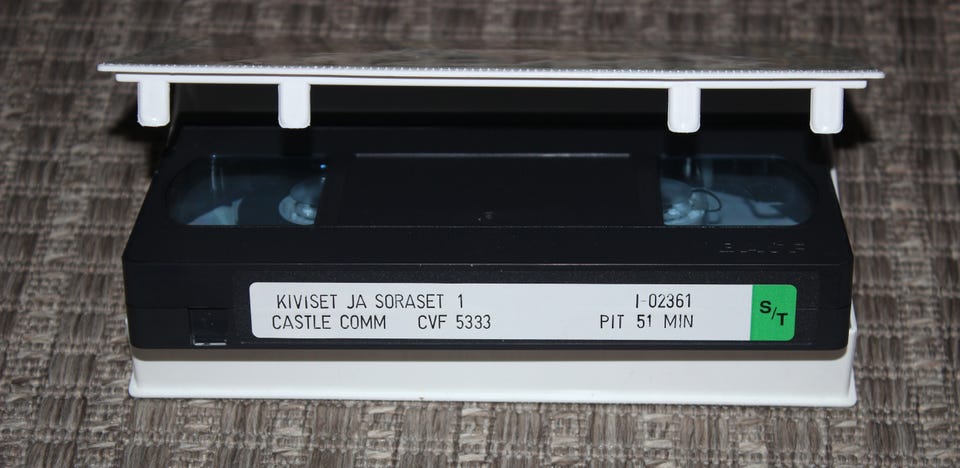 KIVISET JA SORASET 1 I-02361
CASTLE COMM CVF 5333 PIT 51 MIN
S/T